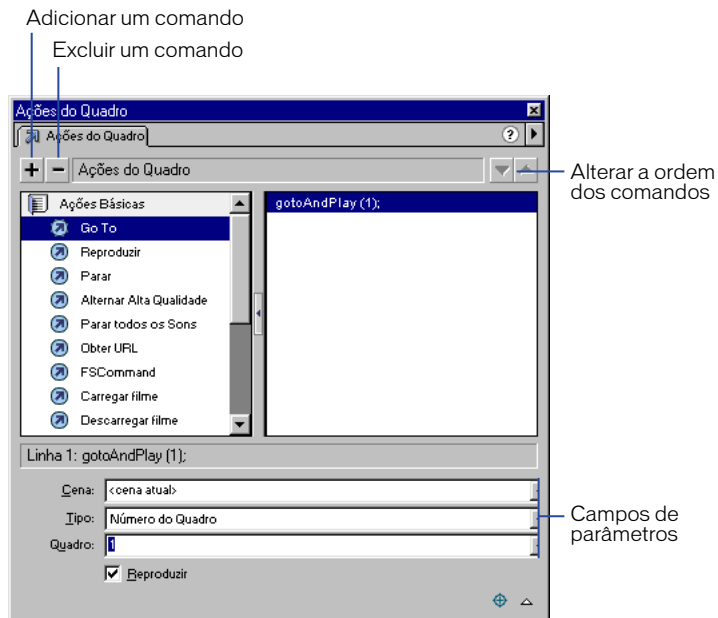 Adicionar um comando
Excluir um comando
Ações do Quadro
Ações do Quadro
Ações do Quadro
Alterar a ordem
dos comandos
Ações Básicas
gotoAndPlay (1);
Go To
Reproduzir
Parar
Alternar Alta Qualidade
Parar todos os Sons
Obter URL
FSCommand
Carregar filme
Descarregar filme
Linha 1: gotoAndPlay (1);
Cena: <cena atual>
Tipo: Número do Quadro
Quadro: 1
Campos de
parâmetros
Reproduzir